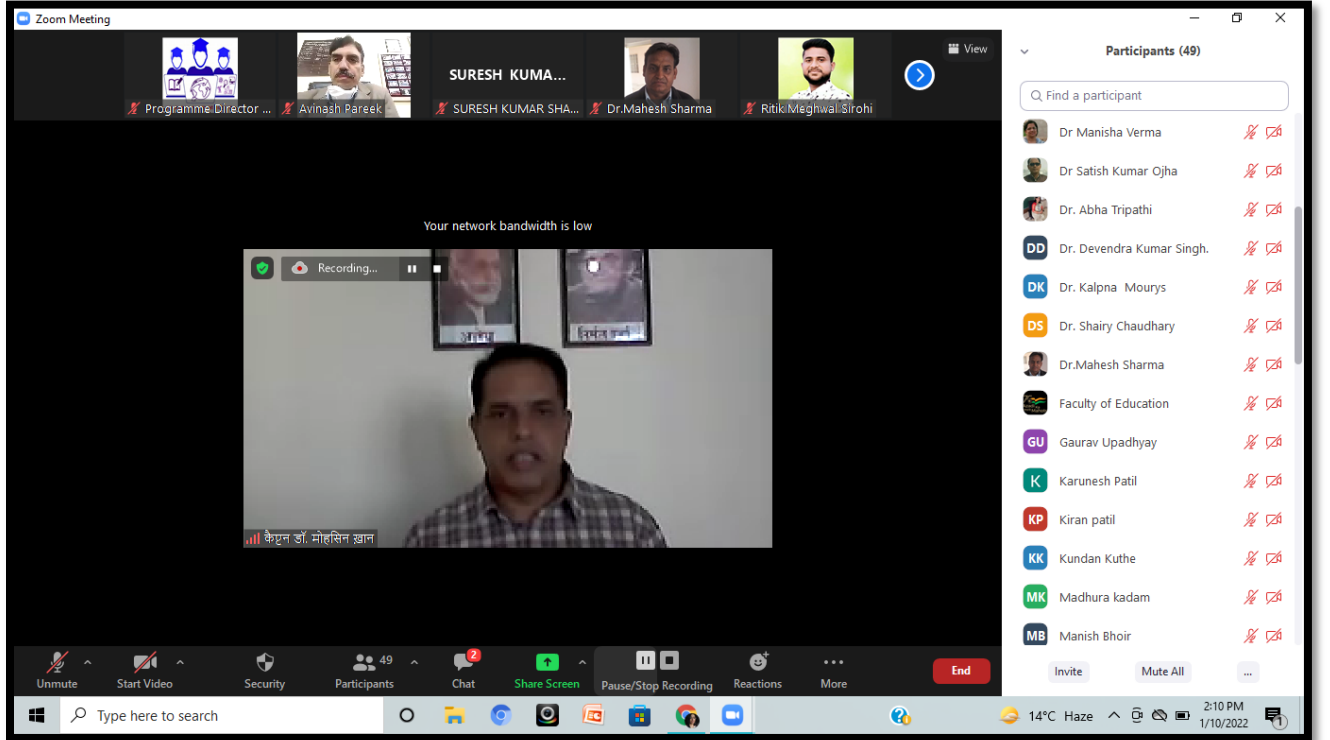 Zoom Meeting
Programme Director ...
Avinash Pareek
SURESH KUMA...
SURESH KUMAR SHA...
Dr.Mahesh Sharma
Ritik Meghwal Sirohi
View
Your network bandwidth is low
Recording...
कैप्टन डॉ. मोहसिन ख़ान
Participants (49)
Find a participant
Dr Manisha Verma
Dr Satish Kumar Ojha
Dr. Abha Tripathi
DD Dr. Devendra Kumar Singh.
DK Dr. Kalpna Mourys
DS Dr. Shairy Chaudhary
Dr.Mahesh Sharma
Faculty of Education
GU Gaurav Upadhyay
K Karunesh Patil
KP Kiran patil
KK Kundan Kuthe
MK Madhura kadam
MB Manish Bhoir
Invite Mute All ...
49 2
Unmute Start Video Security Participants Chat Share Screen Pause/Stop Recording Reactions More End
Type here to search
14°C Haze
2:10 PM
1/10/2022
1